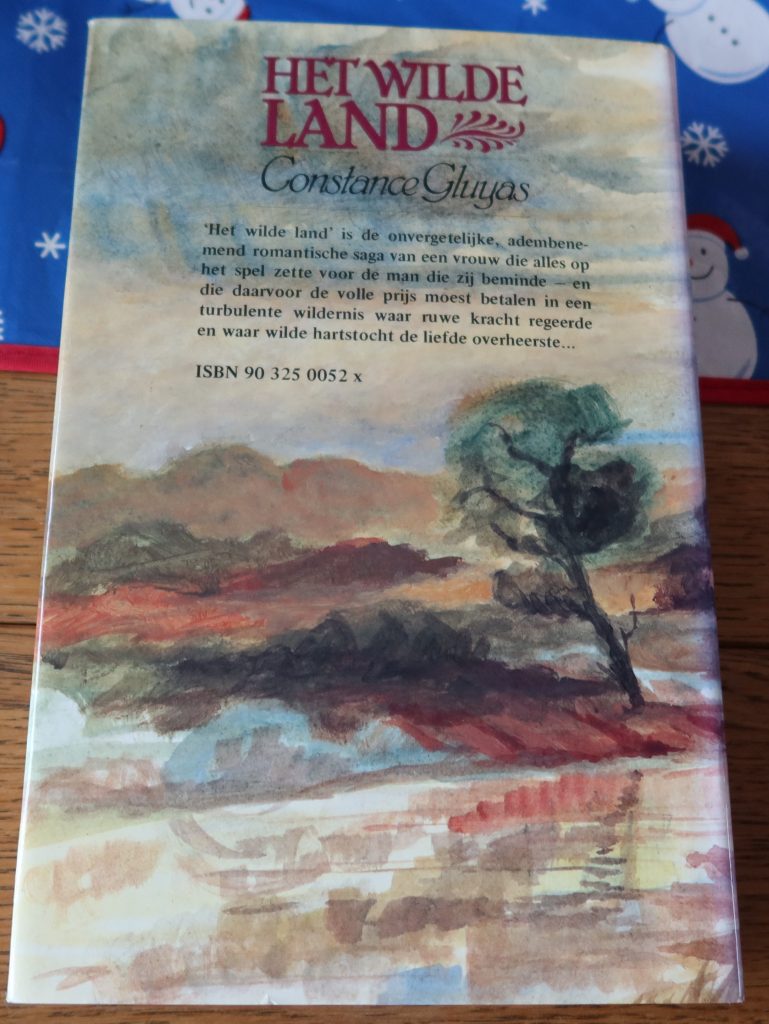 HET WILDE
LAND
Constance Gluyas
'Het wilde land' is de onvergetelijke, adembene-
mend romantische saga van een vrouw die alles op
het spel zette voor de man die zij beminde – en
die daarvoor de volle prijs moest betalen in een
turbulente wildernis waar ruwe kracht regeerde
en waar wilde hartstocht de liefde overheerste...
ISBN 90 325 0052 x